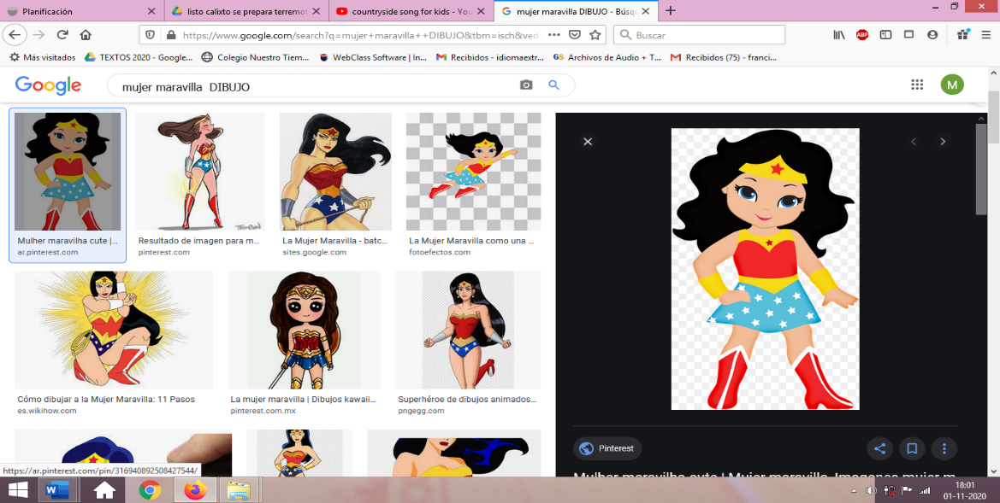 Planificación
listo calixto se prepara terremot
countryside song for kids - You
mujer maravilla DIBUJO - Búsqu
https://www.google.com/search?q=mujer+maravilla++DIBUJO&tbm=isch&ved
Buscar
ABP
Más visitados
TEXTOS 2020 - Google...
Colegio Nuestro Tiem...
WebClass Software | In...
Recibidos - idiomaextr...
GS Archivos de Audio + T...
Recibidos (75) - franci...
Google
mujer maravilla DIBUJO
M
Mulher maravilha cute |...
ar.pinterest.com
Resultado de imagen para m...
pinterest.com
La Mujer Maravilla - batc...
sites.google.com
La Mujer Maravilla como una ...
fotoefectos.com
Cómo dibujar a la Mujer Maravilla: 11 Pasos
es.wikihow.com
La mujer maravilla | Dibujos kawaii...
pinterest.com.mx
Superhéroe de dibujos animados...
pngegg.com
Pinterest
Mulher maravilha cute | Mujer maravilla, Imagenes mujer m
https://ar.pinterest.com/pin/316940892508427544/
W
18:01
01-11-2020